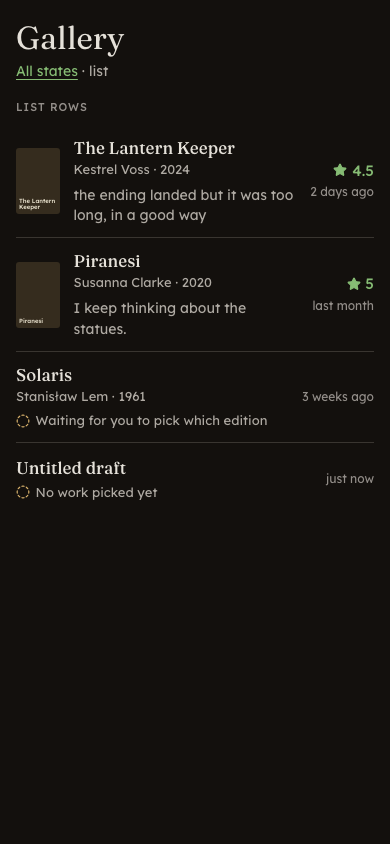 Gallery
All states · list
LIST ROWS
The Lantern Keeper
Kestrel Voss · 2024
the ending landed but it was too
long, in a good way
4.5
2 days ago
The Lantern
Keeper
Piranesi
Susanna Clarke · 2020
I keep thinking about the
statues.
5
last month
Piranesi
Solaris
Stanisław Lem · 1961
3 weeks ago
Waiting for you to pick which edition
Untitled draft
No work picked yet
just now